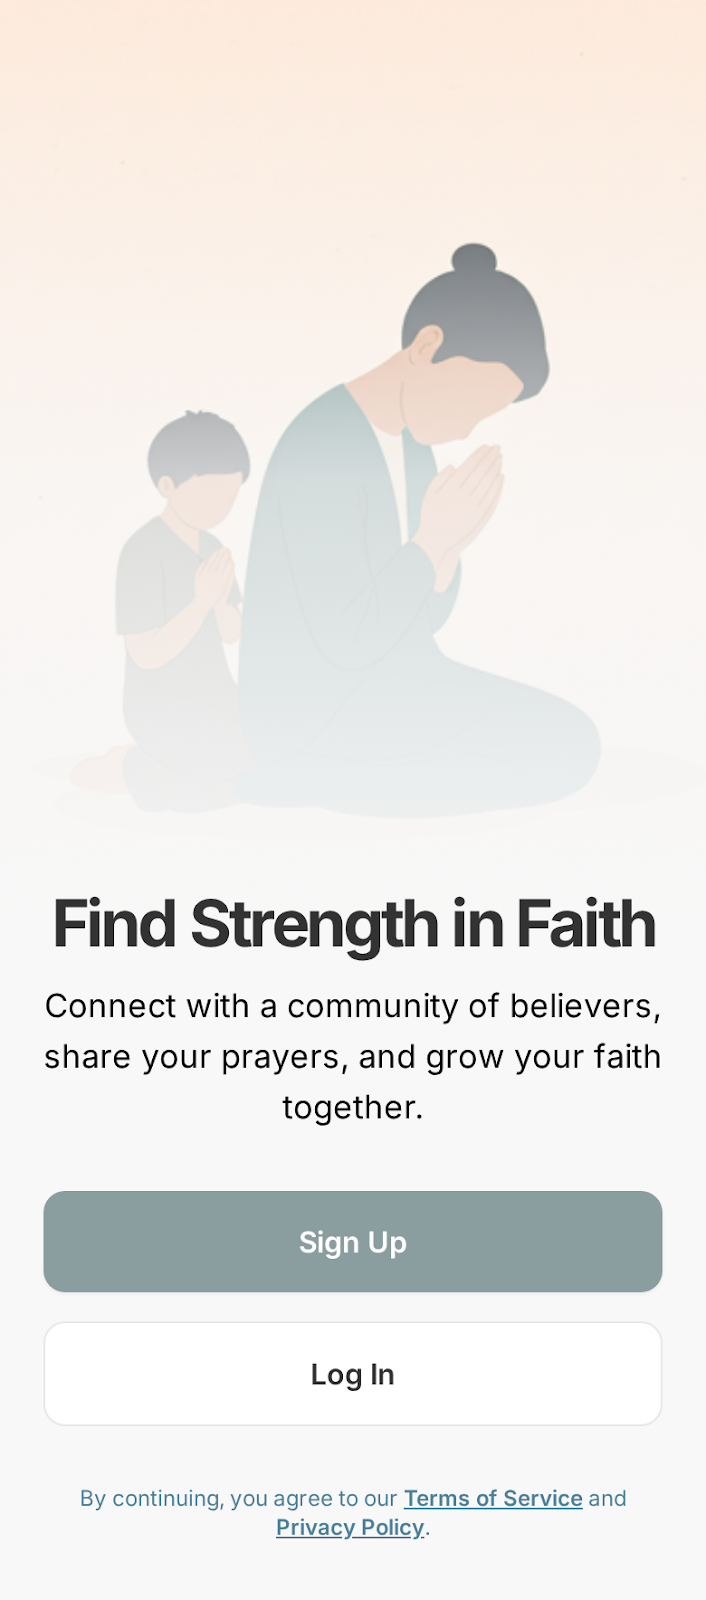 Find Strength in Faith
Connect with a community of believers,
share your prayers, and grow your faith
together.
Sign Up
Log In
By continuing, you agree to our Terms of Service and
Privacy Policy.